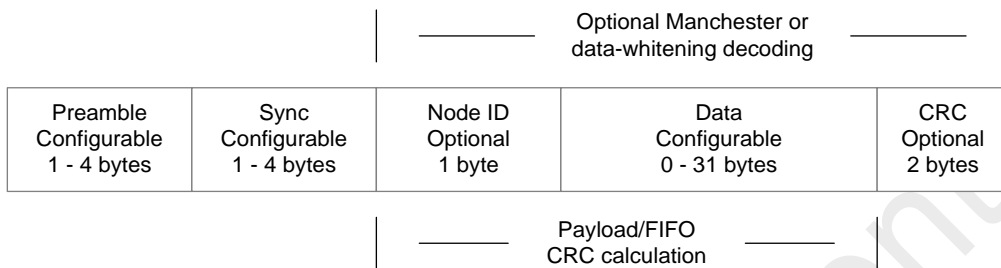 Optional Manchester or
data-whitening decoding
Preamble
Configurable
1 - 4 bytes
Sync
Configurable
1 - 4 bytes
Node ID
Optional
1 byte
Data
Configurable
0 - 31 bytes
CRC
Optional
2 bytes
Payload/FIFO
CRC calculation